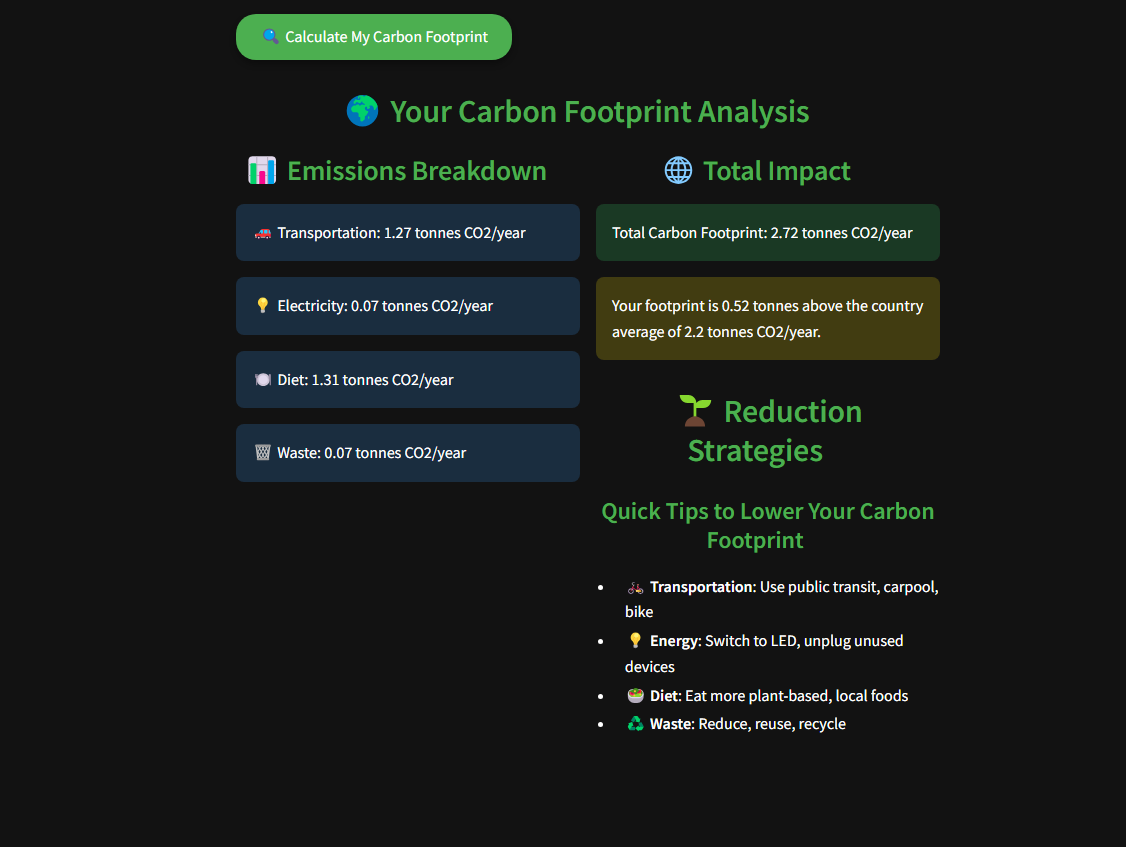 🔍 Calculate My Carbon Footprint
🌍 Your Carbon Footprint Analysis
📊 Emissions Breakdown
🚗 Transportation: 1.27 tonnes CO2/year
💡 Electricity: 0.07 tonnes CO2/year
🍽️ Diet: 1.31 tonnes CO2/year
🗑️ Waste: 0.07 tonnes CO2/year
🌐 Total Impact
Total Carbon Footprint: 2.72 tonnes CO2/year
Your footprint is 0.52 tonnes above the country
average of 2.2 tonnes CO2/year.
🌱 Reduction
Strategies
Quick Tips to Lower Your Carbon
Footprint
• 🚲 Transportation: Use public transit, carpool,
bike
• 💡 Energy: Switch to LED, unplug unused
devices
• 🥗 Diet: Eat more plant-based, local foods
• ♻️ Waste: Reduce, reuse, recycle